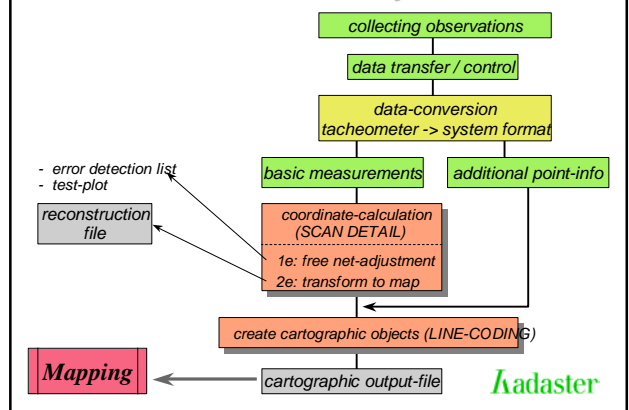 collecting observations
data transfer / control
data-conversion
tacheometer -> system format
basic measurements
additional point-info
- error detection list
- test-plot
reconstruction
file
coordinate-calculation
(SCAN DETAIL)
1e: free net-adjustment
2e: transform to map
create cartographic objects (LINE-CODING)
Mapping
cartographic output-file
kadaster